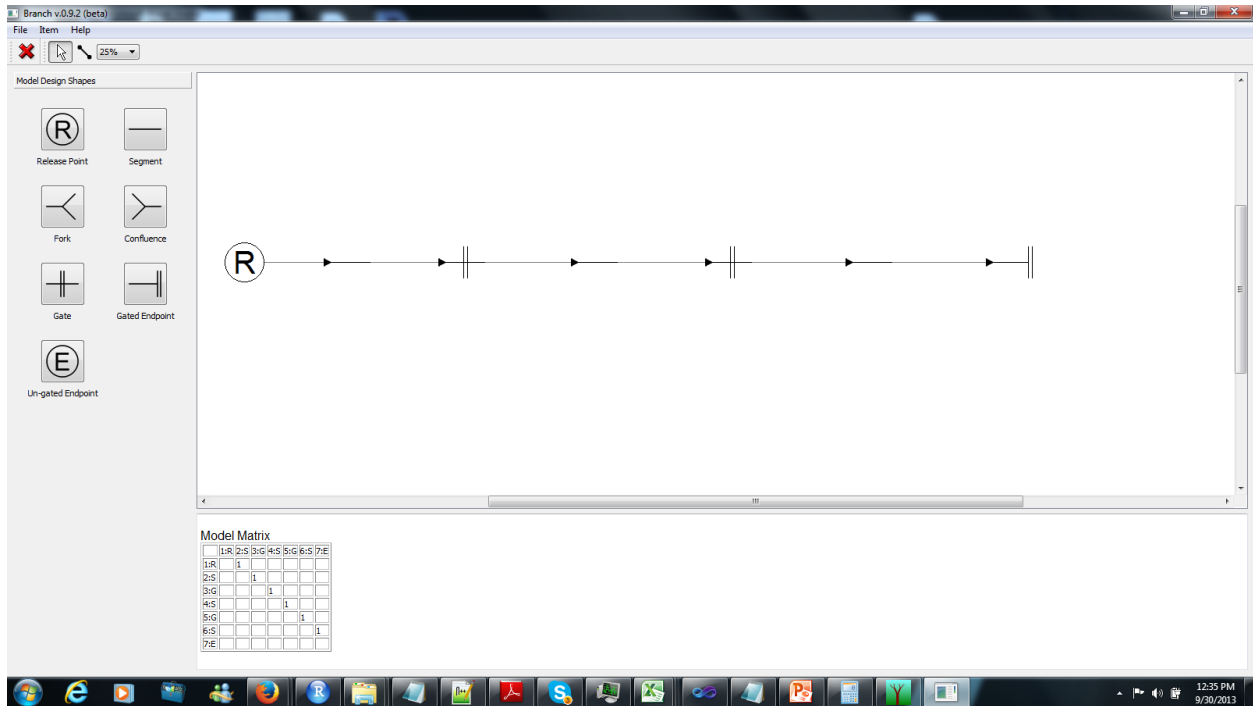 Branch v.0.9.2 (beta)
File Item Help
25%
Model Design Shapes
R
Release Point Segment
Fork Confluence
Gate Gated Endpoint
E
Un-gated Endpoint
R
Model Matrix
1:R 2:S 3:G 4:S 5:G 6:S 7:E
1:R 1
2:S 1
3:G 1
4:S 1
5:G 1
6:S 1
7:E
12:35 PM
9/30/2013